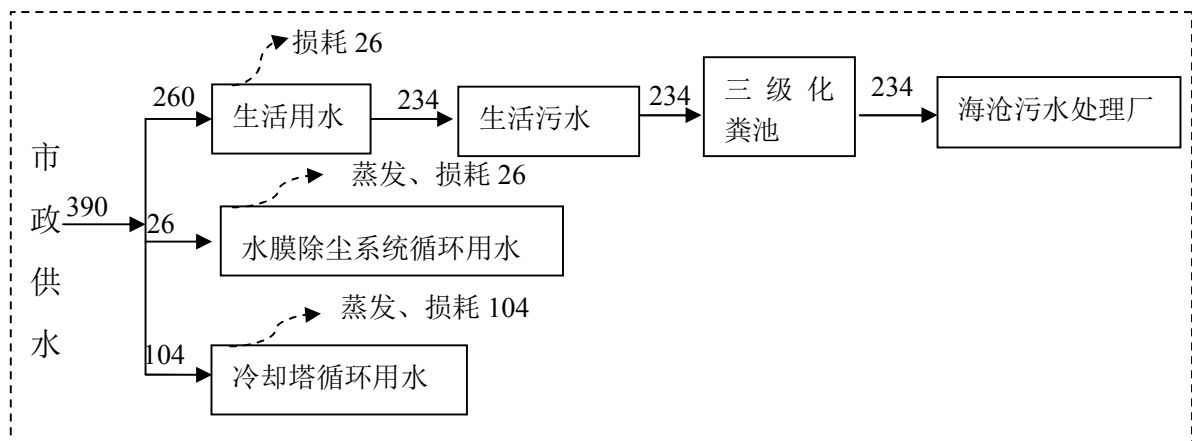 损耗 26
260
生活用水
234
生活污水
234
三级化
粪池
234
海沧污水处理厂
市政供水
390
蒸发、损耗 26
26
水膜除尘系统循环用水
蒸发、损耗 104
104
冷却塔循环用水